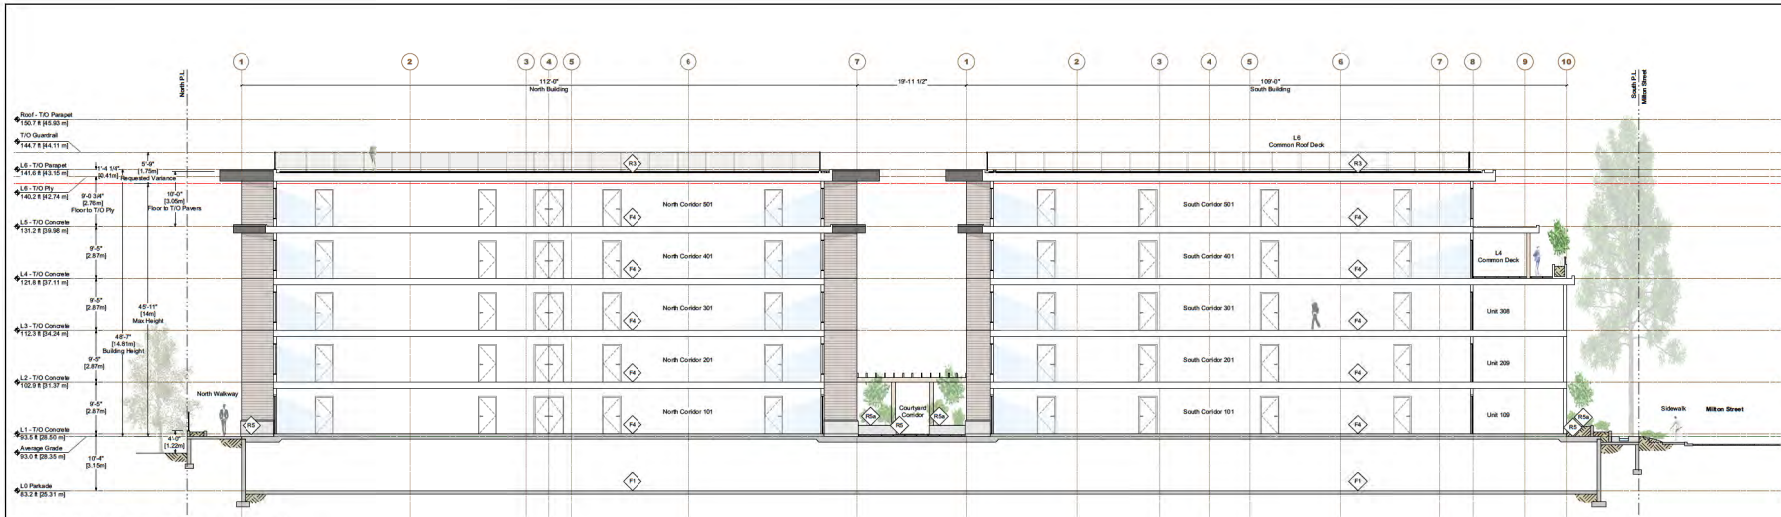 1 2 3 4 5 6 7 1 2 3 4 5 6 7 8 9 10
North P.L.
112'-0"
North Building
19'-11 1/2"
109'-0"
South Building
South P.L.
Milton Street
Roof - T/O Parapet
150.7 ft [45.93 m]
T/O Guardrail
144.7 ft [44.11 m]
L6 - T/O Parapet
141.6 ft [43.15 m]
L6 - T/O Ply
140.2 ft [42.74 m]
L5 - T/O Concrete
131.2 ft [39.98 m]
L4 - T/O Concrete
121.8 ft [37.11 m]
L3 - T/O Concrete
112.3 ft [34.24 m]
L2 - T/O Concrete
102.9 ft [31.37 m]
L1 - T/O Concrete
93.5 ft [28.50 m]
Average Grade
93.0 ft [28.35 m]
L0 Parkade
83.2 ft [25.31 m]
1'-4 1/4"
[0.41m]
5'-9"
[1.75m]
Requested Variance
9'-0 3/4"
[2.76m]
Floor to T/O Ply
10'-0"
[3.05m]
Floor to T/O Pavers
9'-5"
[2.87m]
9'-5"
[2.87m]
9'-5"
[2.87m]
9'-5"
[2.87m]
45'-11"
[14m]
Max Height
48'-7"
[14.81m]
Building Height
4'-0"
[1.22m]
10'-4"
[3.15m]
North Walkway
L6
Common Roof Deck
R3
R3
North Corridor 501
F4
South Corridor 501
F4
North Corridor 401
F4
South Corridor 401
F4
L4
Common Deck
North Corridor 301
F4
South Corridor 301
F4
Unit 308
North Corridor 201
F4
South Corridor 201
F4
Unit 209
R5
North Corridor 101
F4
R5a
Courtyard
Corridor
R5
R5a
South Corridor 101
F4
Unit 109
R5
R5a
Sidewalk
Milton Street
F1
F1